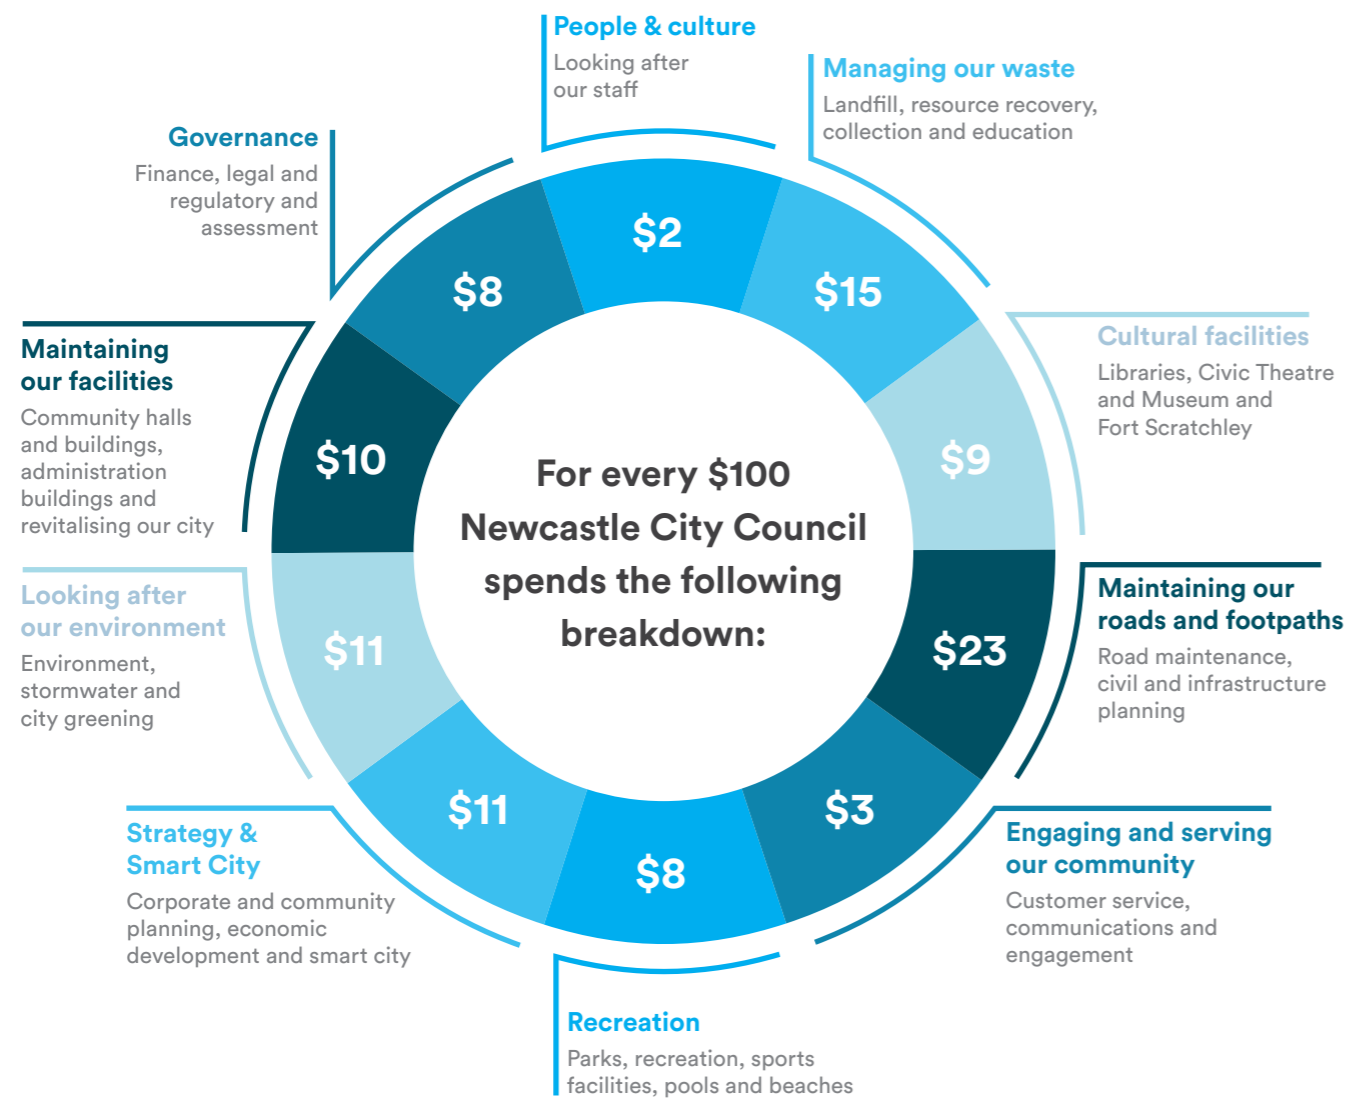 People & culture
Looking after
our staff
Managing our waste
Landfill, resource recovery,
collection and education
Governance
Finance, legal and
regulatory and
assessment
$2
$8
$15
Maintaining
our facilities
Community halls
and buildings,
administration
buildings and
revitalising our city
Cultural facilities
Libraries, Civic Theatre
and Museum and
Fort Scratchley
$10
$9
For every $100
Newcastle City Council
spends the following
breakdown:
Looking after
our environment
Environment,
stormwater and
city greening
$11
$23
Maintaining our
roads and footpaths
Road maintenance,
civil and infrastructure
planning
Strategy &
Smart City
Corporate and community
planning, economic
development and smart city
$11
$8
$3
Engaging and serving
our community
Customer service,
communications and
engagement
Recreation
Parks, recreation, sports
facilities, pools and beaches